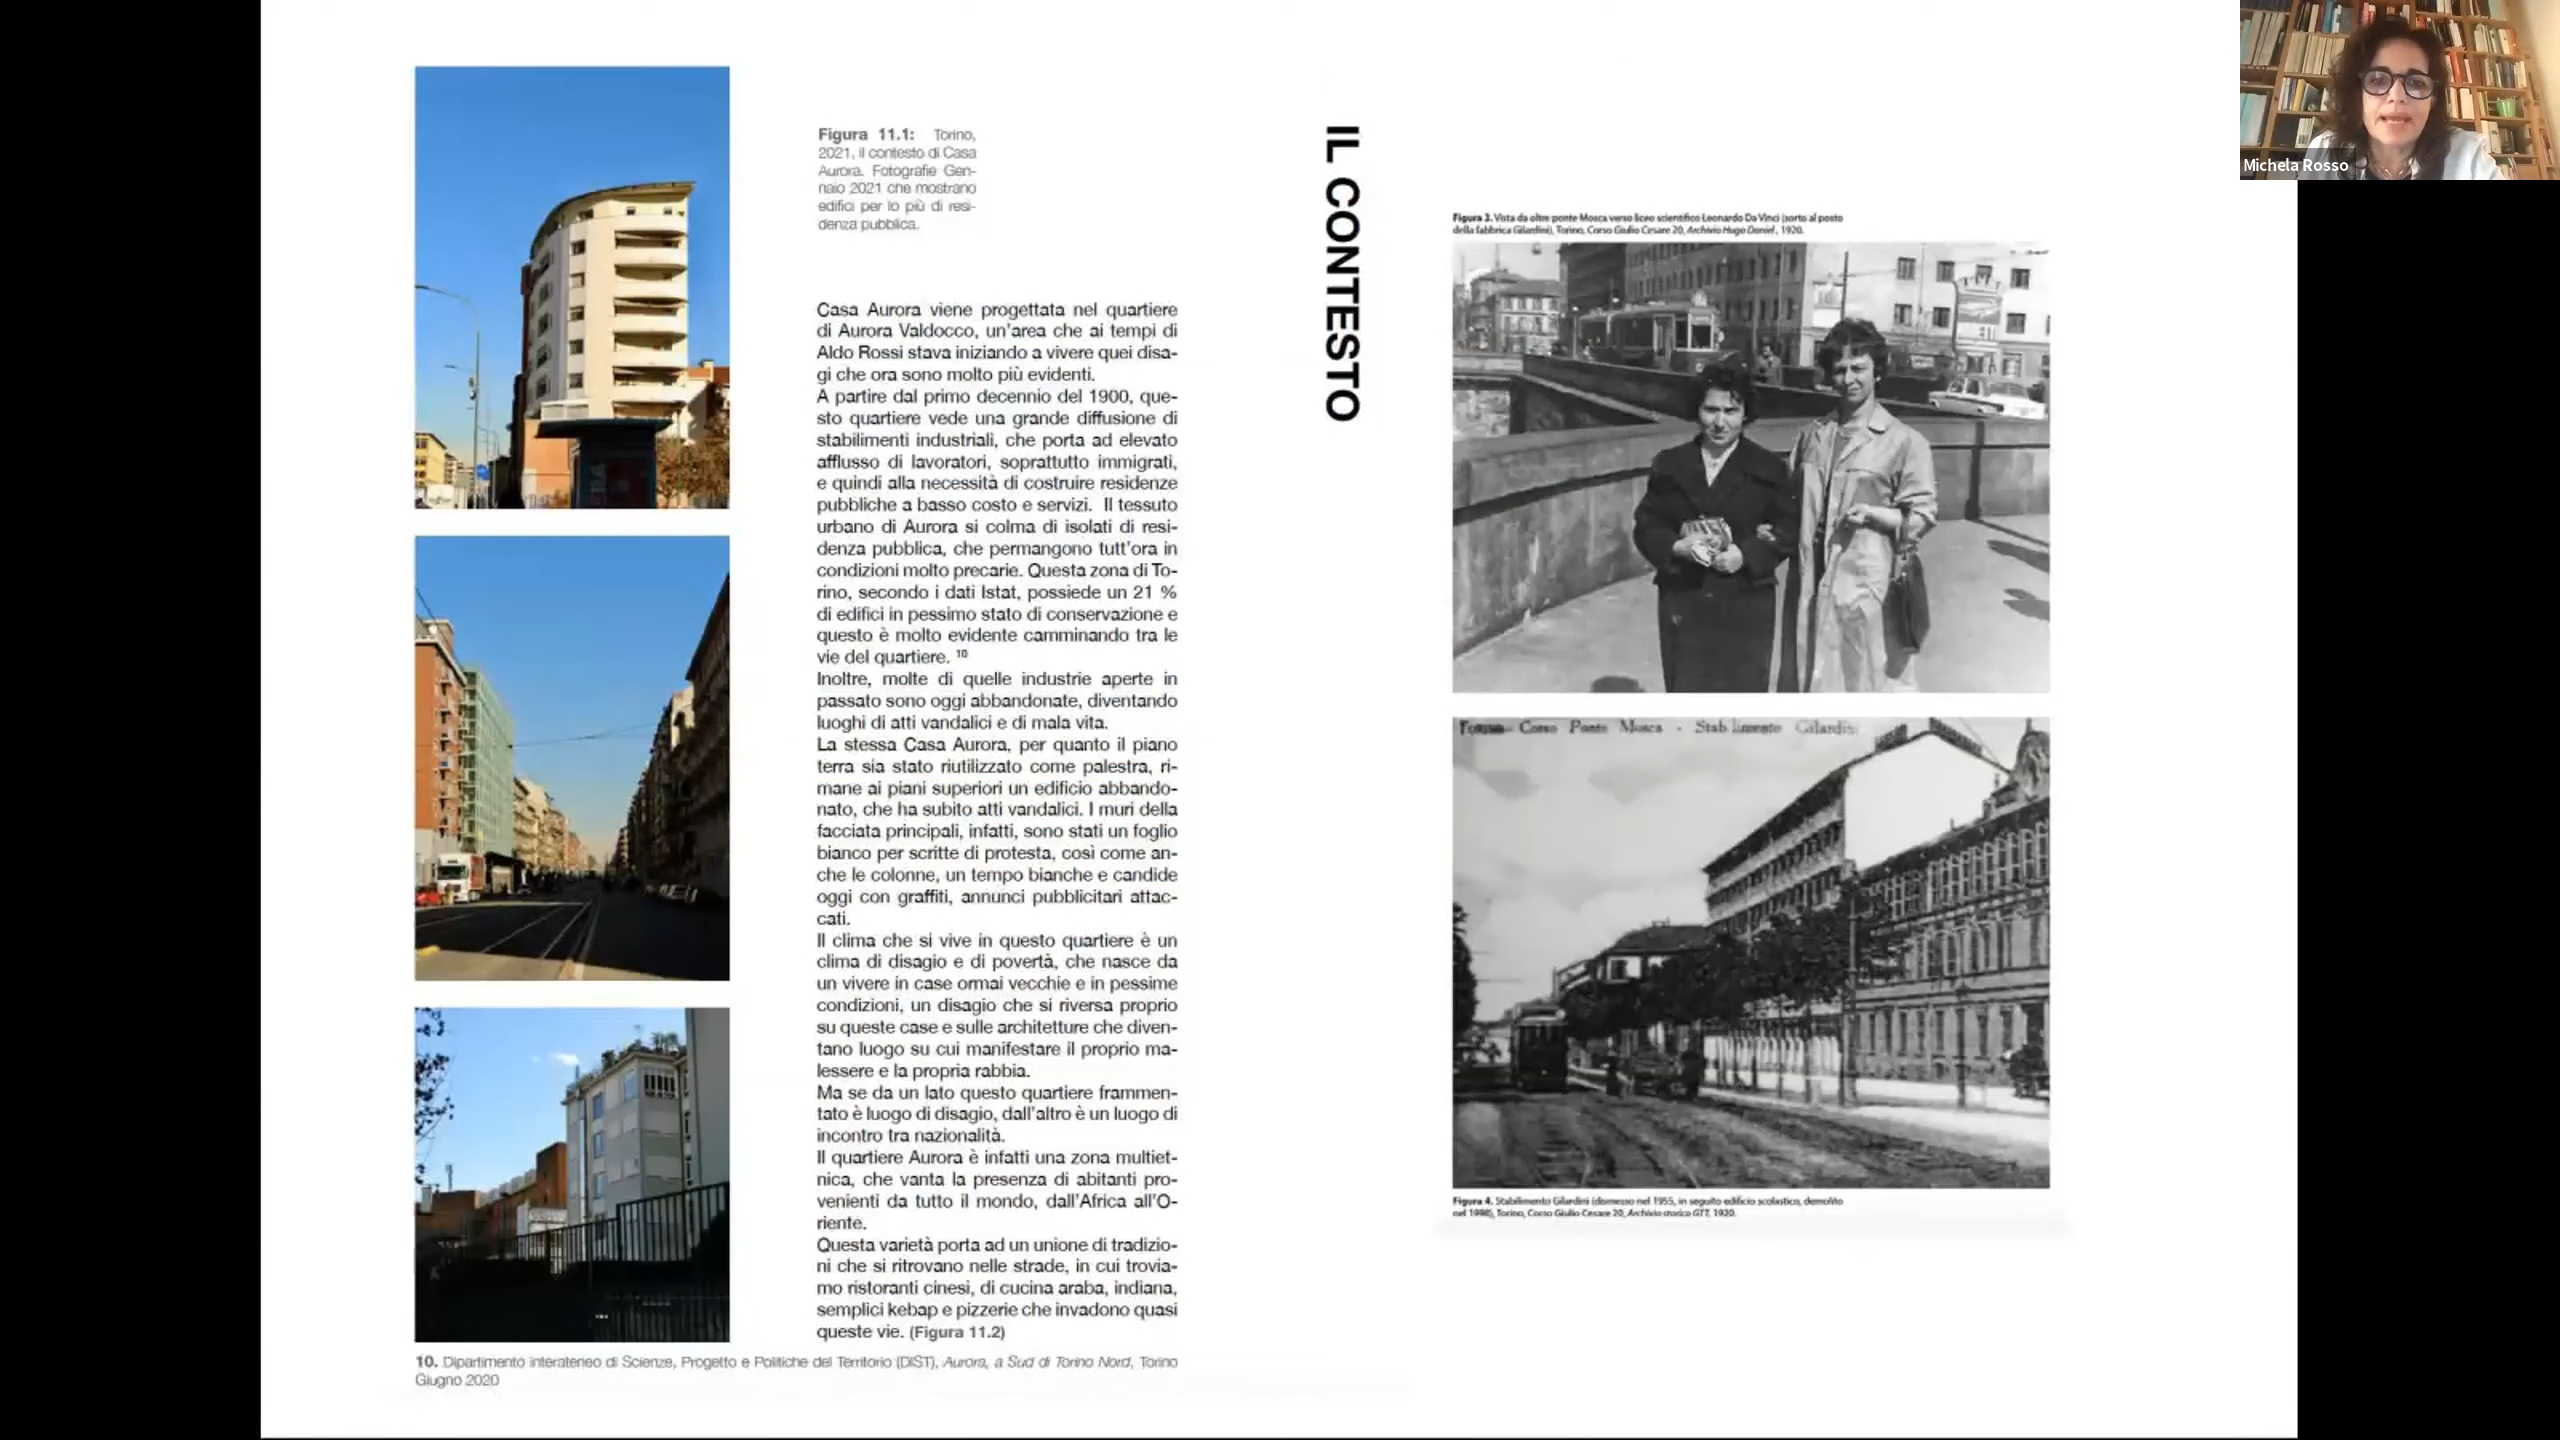 Figura 11.1: Torino,
2021, il contesto di Casa
Aurora. Fotografie Gen-
naio 2021 che mostrano
edifici per lo più di resi-
denza pubblica.
Casa Aurora viene progettata nel quartiere
di Aurora Valdocco, un'area che ai tempi di
Aldo Rossi stava iniziando a vivere quei disa-
gi che ora sono molto più evidenti.
A partire dal primo decennio del 1900, que-
sto quartiere vede una grande diffusione di
stabilimenti industriali, che porta ad elevato
afflusso di lavoratori, soprattutto immigrati,
e quindi alla necessità di costruire residenze
pubbliche a basso costo e servizi. Il tessuto
urbano di Aurora si colma di isolati di resi-
denza pubblica, che permangono tutt'ora in
condizioni molto precarie. Questa zona di To-
rino, secondo i dati Istat, possiede un 21 %
di edifici in pessimo stato di conservazione e
questo è molto evidente camminando tra le
vie del quartiere. 10
Inoltre, molte di quelle industrie aperte in
passato sono oggi abbandonate, diventando
luoghi di atti vandalici e di mala vita.
La stessa Casa Aurora, per quanto il piano
terra sia stato riutilizzato come palestra, ri-
mane ai piani superiori un edificio abbando-
nato, che ha subito atti vandalici. I muri della
facciata principali, infatti, sono stati un foglio
bianco per scritte di protesta, così come an-
che le colonne, un tempo bianche e candide
oggi con graffiti, annunci pubblicitari attac-
cati.
Il clima che si vive in questo quartiere è un
clima di disagio e di povertà, che nasce da
un vivere in case ormai vecchie e in pessime
condizioni, un disagio che si riversa proprio
su queste case e sulle architetture che diven-
tano luogo su cui manifestare il proprio ma-
lessere e la propria rabbia.
Ma se da un lato questo quartiere frammen-
tato è luogo di disagio, dall'altro è un luogo di
incontro tra nazionalità.
Il quartiere Aurora è infatti una zona multiet-
nica, che vanta la presenza di abitanti pro-
venienti da tutto il mondo, dall'Africa all'O-
riente.
Questa varietà porta ad un unione di tradizio-
ni che si ritrovano nelle strade, in cui trovia-
mo ristoranti cinesi, di cucina araba, indiana,
semplici kebap e pizzerie che invadono quasi
queste vie. (Figura 11.2)
10. Dipartimento interateneo di Scienze, Progetto e Politiche del Territorio (DIST), Aurora, a Sud di Torino Nord, Torino
Giugno 2020
IL CONTESTO
Figura 3. Vista da oltre ponte Mosca verso liceo scientifico Leonardo Da Vinci (sorto al posto
della fabbrica Gilardini), Torino, Corso Giulio Cesare 20, Archivio Hugo Daniel, 1920.
Torino - Corso Ponte Mosca - Stabilimento Gilardini
Figura 4. Stabilimento Gilardini (dismesso nel 1955, in seguito edificio scolastico, demolito
nel 1998), Torino, Corso Giulio Cesare 20, Archivio storico GTT, 1920.
Michela Rosso